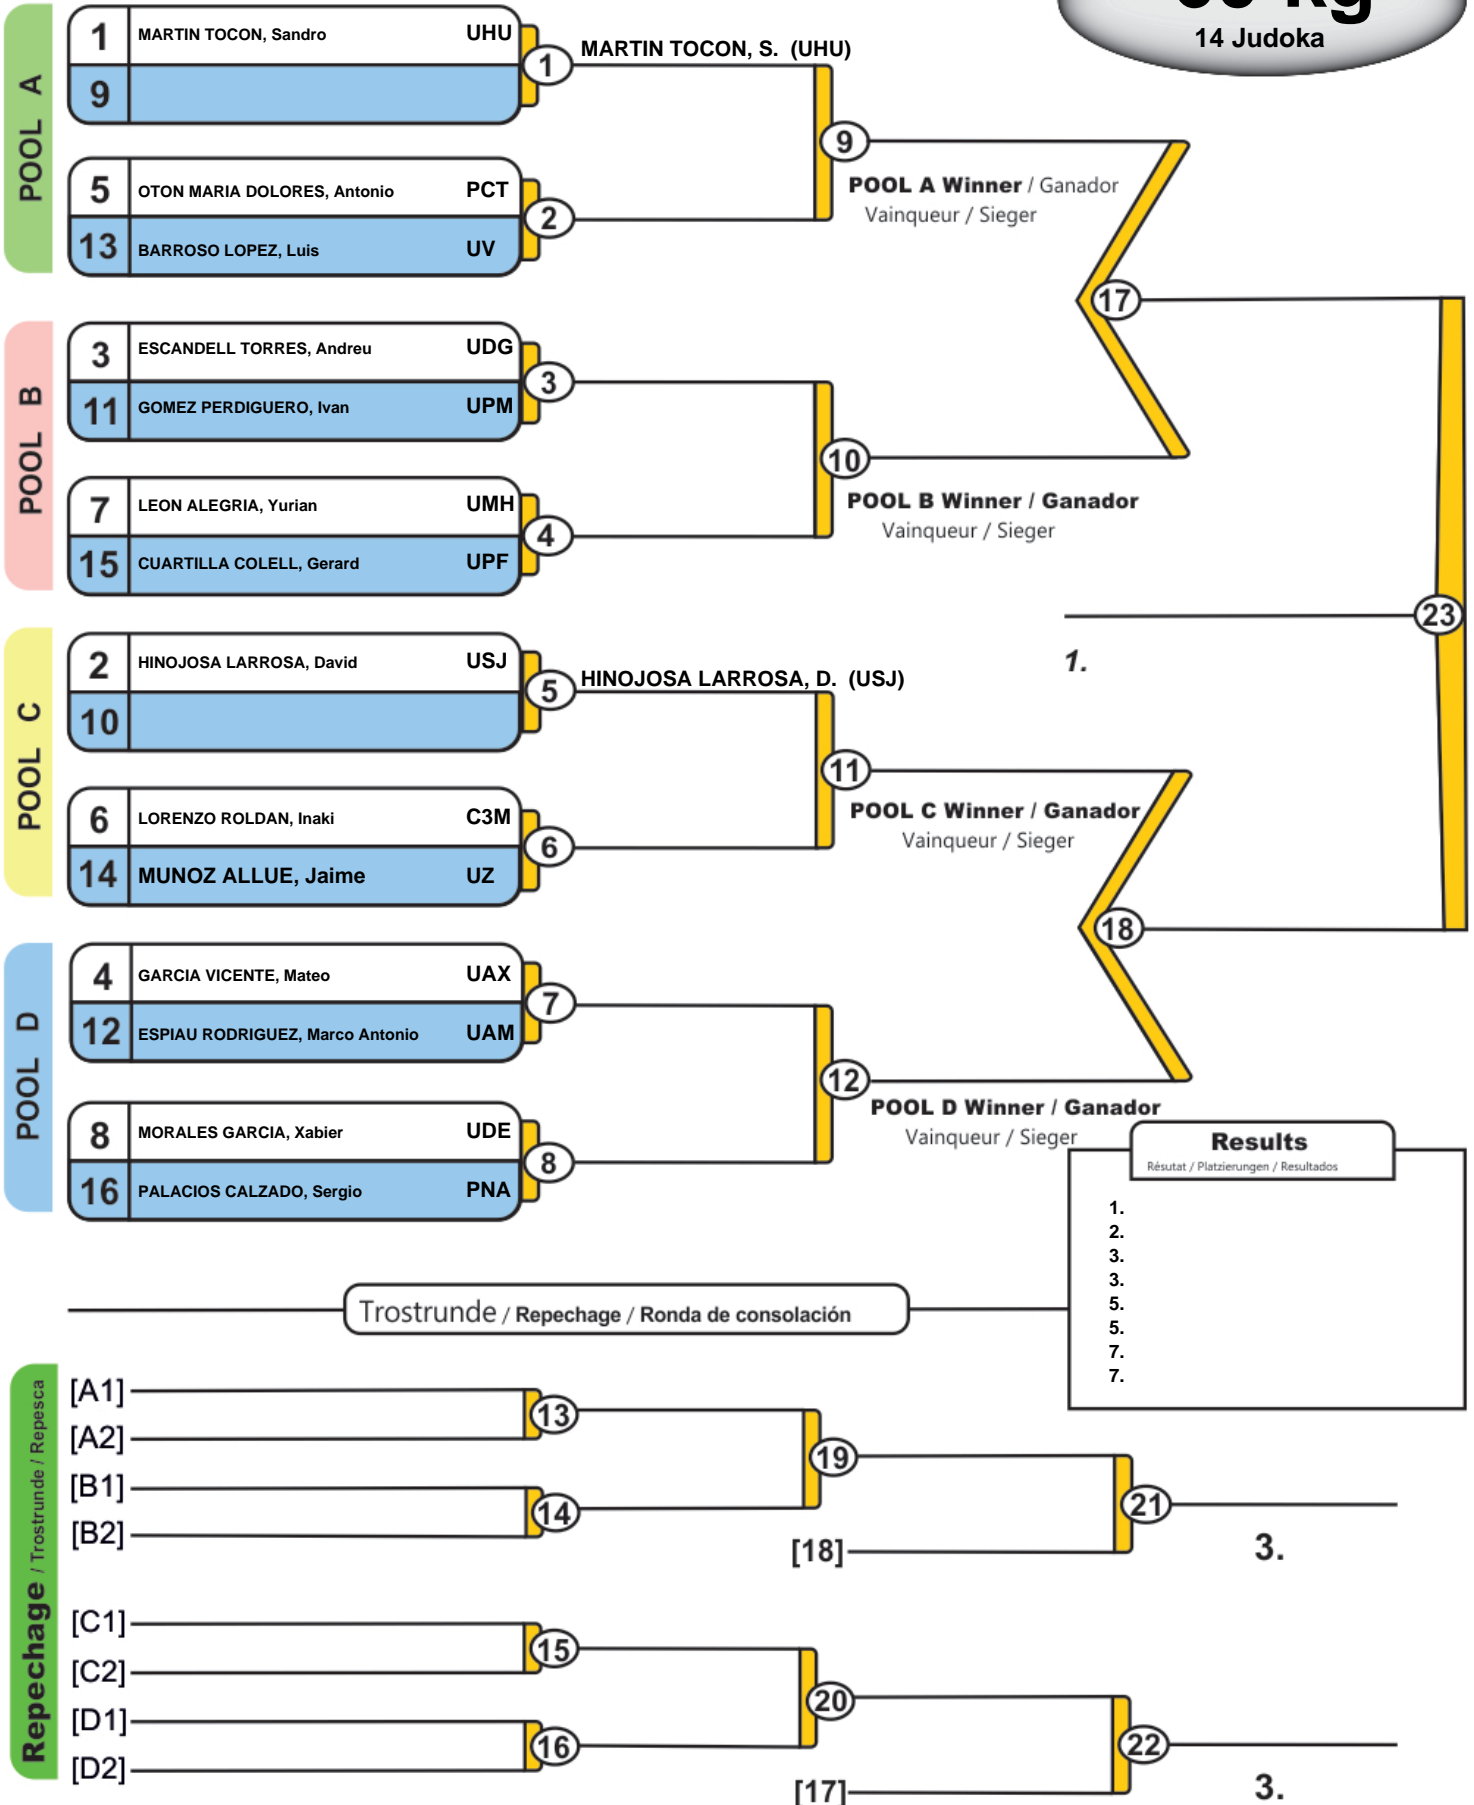 kg
14 Judoka
POOL A
1 MARTIN TOCON, Sandro UHU
9
1
MARTIN TOCON, S. (UHU)
5 OTON MARIA DOLORES, Antonio PCT
13 BARROSO LOPEZ, Luis UV
2
9
POOL A Winner / Ganador
Vainqueur / Sieger
POOL B
3 ESCANDELL TORRES, Andreu UDG
11 GOMEZ PERDIGUERO, Ivan UPM
3
7 LEON ALEGRIA, Yurian UMH
15 CUARTILLA COLELL, Gerard UPF
4
10
POOL B Winner / Ganador
Vainqueur / Sieger
17
POOL C
2 HINOJOSA LARROSA, David USJ
10
5
HINOJOSA LARROSA, D. (USJ)
6 LORENZO ROLDAN, Inaki C3M
14 MUNOZ ALLUE, Jaime UZ
6
11
POOL C Winner / Ganador
Vainqueur / Sieger
POOL D
4 GARCIA VICENTE, Mateo UAX
12 ESPIAU RODRIGUEZ, Marco Antonio UAM
7
8 MORALES GARCIA, Xabier UDE
16 PALACIOS CALZADO, Sergio PNA
8
12
POOL D Winner / Ganador
Vainqueur / Sieger
18
23
1.
Results
Résutat / Platzierungen / Resultados
1.
2.
3.
3.
5.
5.
7.
7.
Trostrunde / Repechage / Ronda de consolación
Repechage / Trostrunde / Repesca
[A1]
[A2]
13
[B1]
[B2]
14
19
[18]
21
3.
[C1]
[C2]
15
[D1]
[D2]
16
20
[17]
22
3.